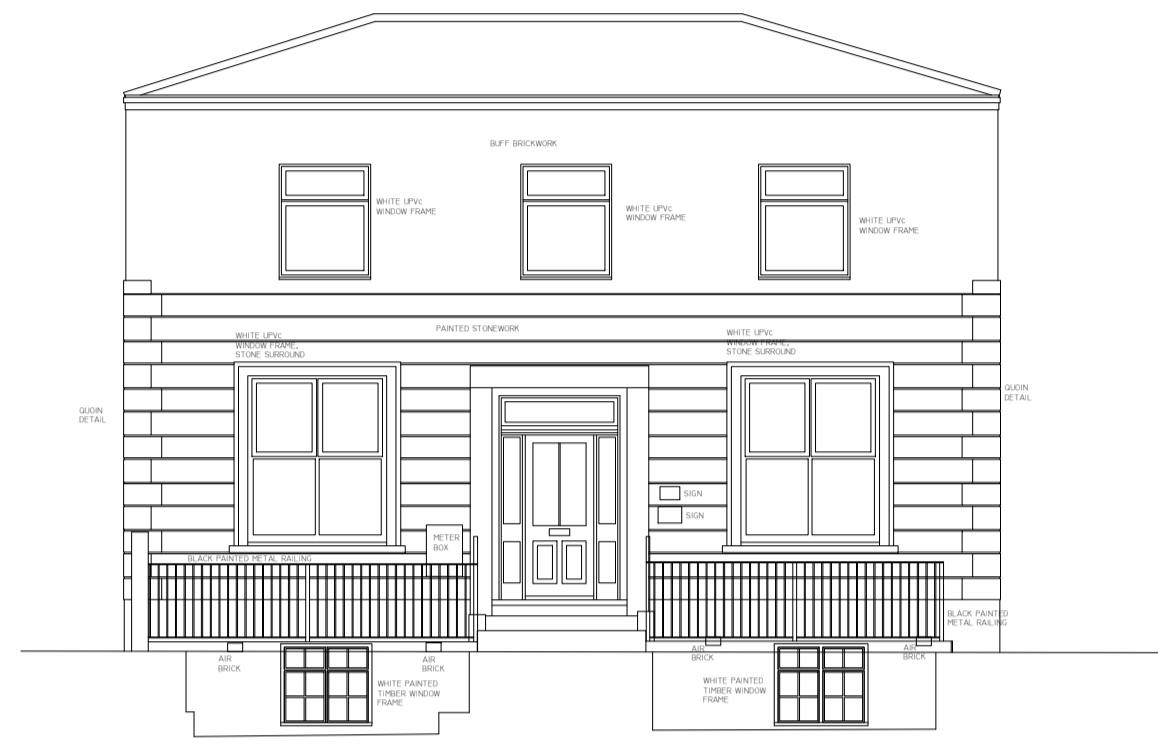 BUFF BRICKWORK
WHITE UPVc
WINDOW FRAME
WHITE UPVc
WINDOW FRAME
WHITE UPVc
WINDOW FRAME
PAINTED STONEWORK
WHITE UPVc
WINDOW FRAME,
STONE SURROUND
WHITE UPVc
WINDOW FRAME,
STONE SURROUND
QUOIN
DETAIL
QUOIN
DETAIL
SIGN
SIGN
METER
BOX
BLACK PAINTED METAL RAILING
BLACK PAINTED
METAL RAILING
AIR
BRICK
AIR
BRICK
AIR
BRICK
AIR
BRICK
WHITE PAINTED
TIMBER WINDOW
FRAME
WHITE PAINTED
TIMBER WINDOW
FRAME